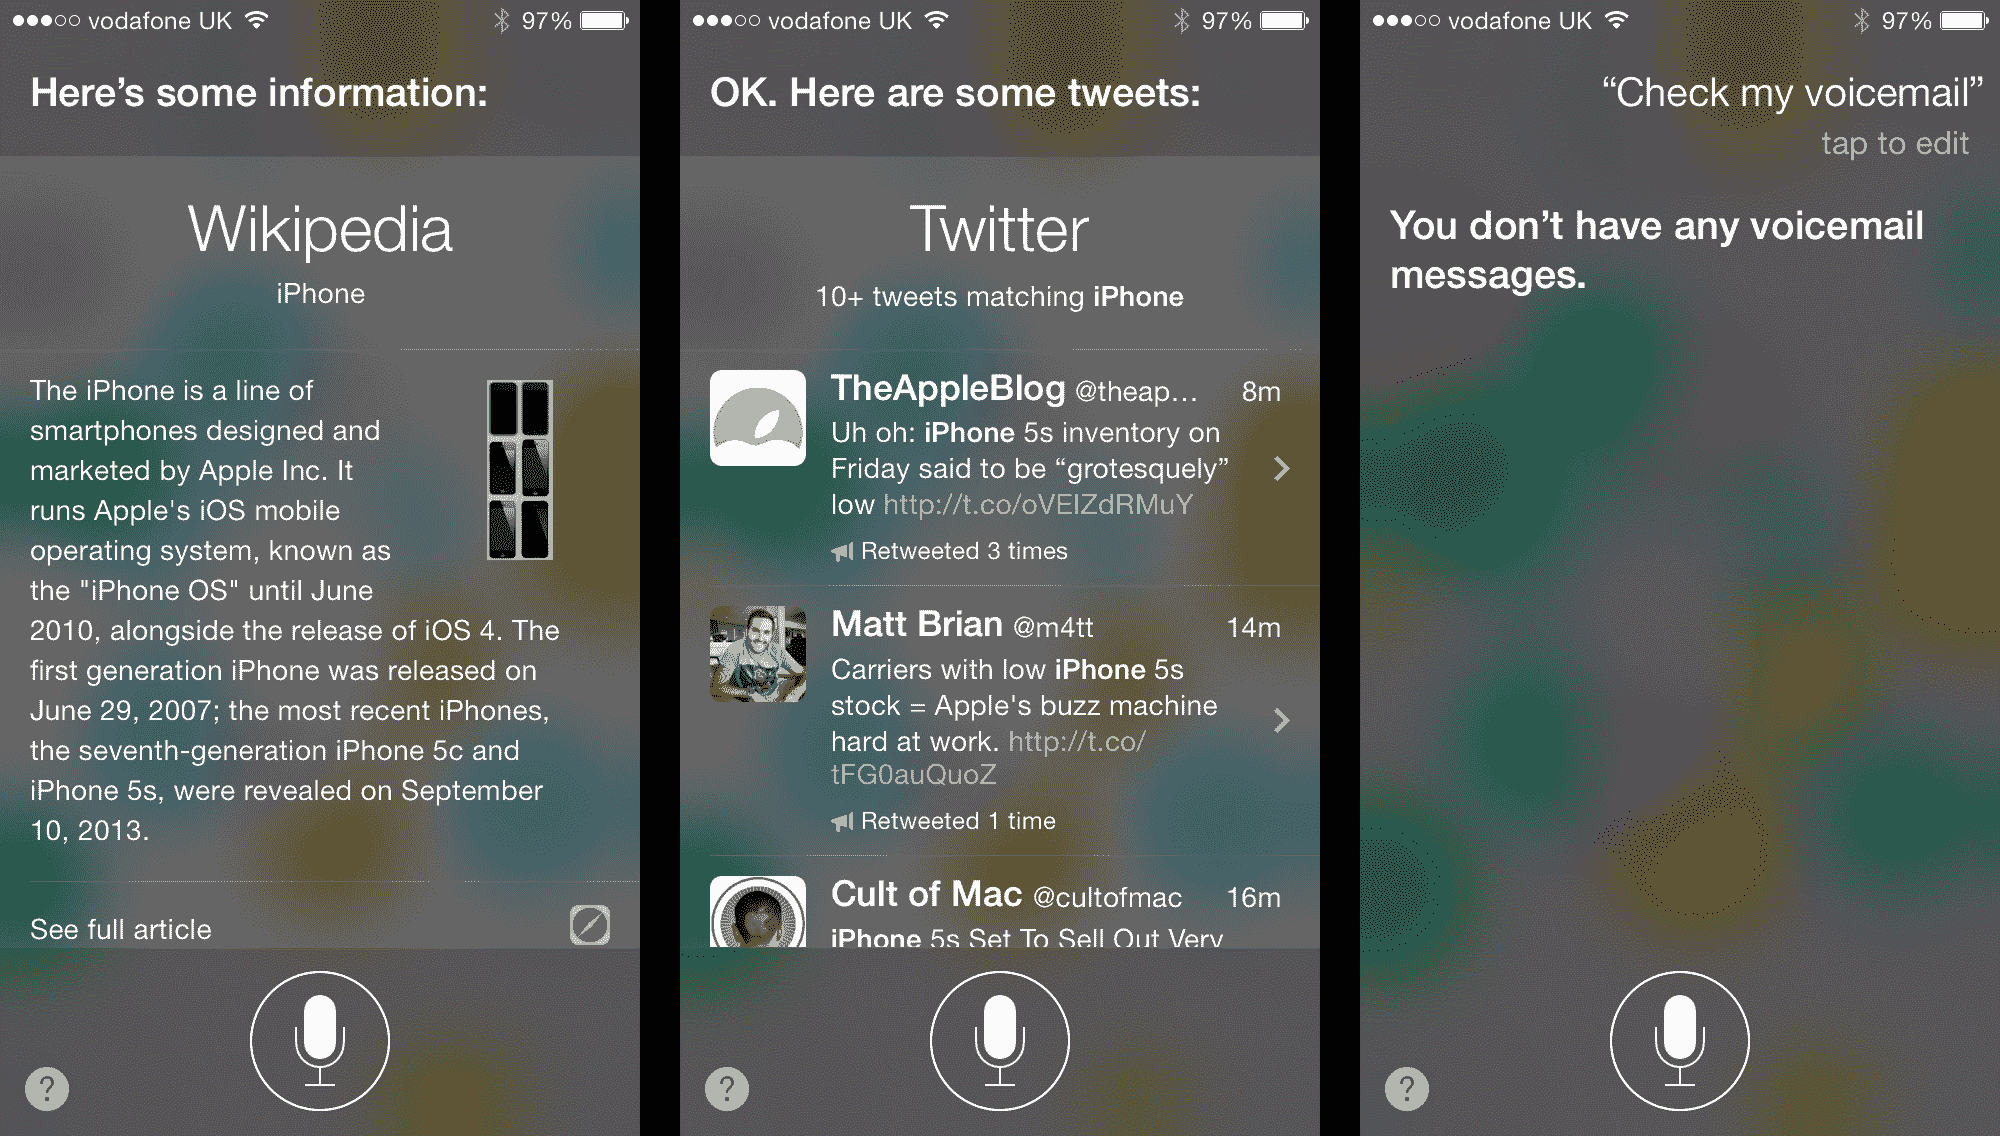 vodafone UK 97%
Here’s some information:
Wikipedia
iPhone
The iPhone is a line of
smartphones designed and
marketed by Apple Inc. It
runs Apple's iOS mobile
operating system, known as
the "iPhone OS" until June
2010, alongside the release of iOS 4. The
first generation iPhone was released on
June 29, 2007; the most recent iPhones,
the seventh-generation iPhone 5c and
iPhone 5s, were revealed on September
10, 2013.
See full article
?
vodafone UK 97%
OK. Here are some tweets:
Twitter
10+ tweets matching iPhone
TheAppleBlog @theap... 8m
Uh oh: iPhone 5s inventory on
Friday said to be “grotesquely”
low http://t.co/oVElZdRMuY
Retweeted 3 times
Matt Brian @m4tt 14m
Carriers with low iPhone 5s
stock = Apple's buzz machine
hard at work. http://t.co/
tFG0auQuoZ
Retweeted 1 time
Cult of Mac @cultofmac 16m
iPhone 5s Set To Sell Out Very
?
vodafone UK 97%
“Check my voicemail”
tap to edit
You don’t have any voicemail
messages.
?